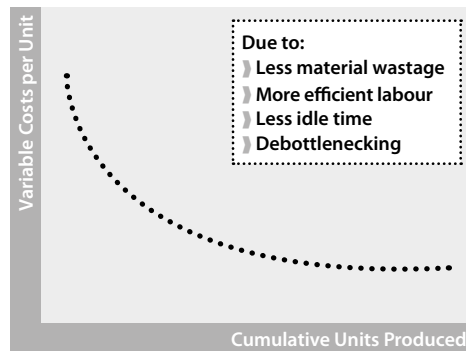 Variable Costs per Unit
Due to:
Less material wastage
More efficient labour
Less idle time
Debottlenecking
Cumulative Units Produced